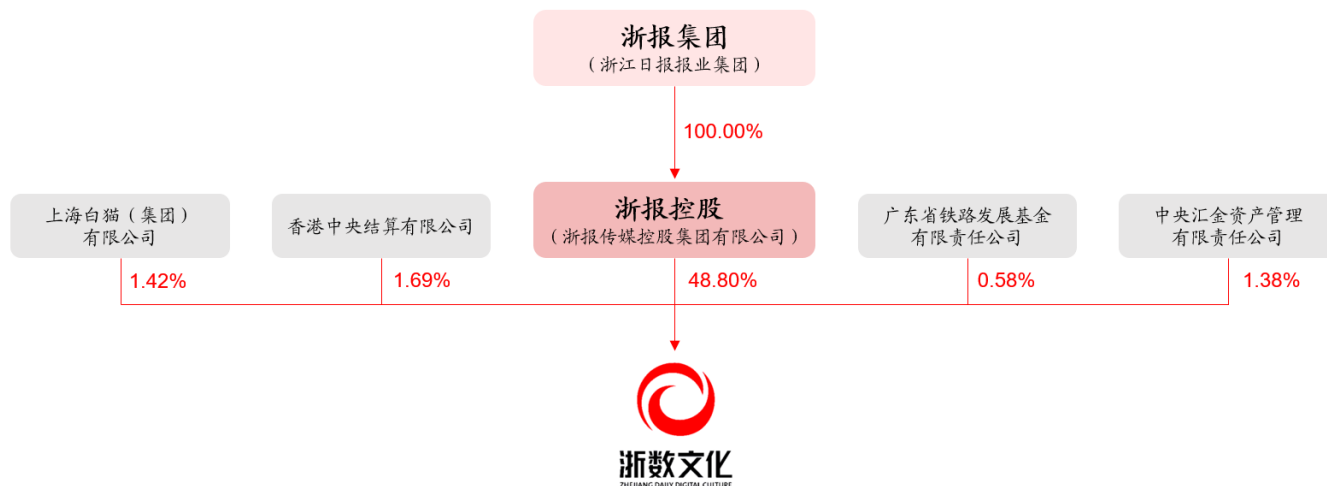 浙报集团
（浙江日报报业集团）
100.00%
上海白猫（集团）
有限公司
香港中央结算有限公司
浙报控股
（浙报传媒控股集团有限公司）
广东省铁路发展基金
有限责任公司
中央汇金资产管理
有限责任公司
1.42%
1.69%
48.80%
0.58%
1.38%
浙数文化
ZHEJIANG DAILY DIGITAL CULTURE